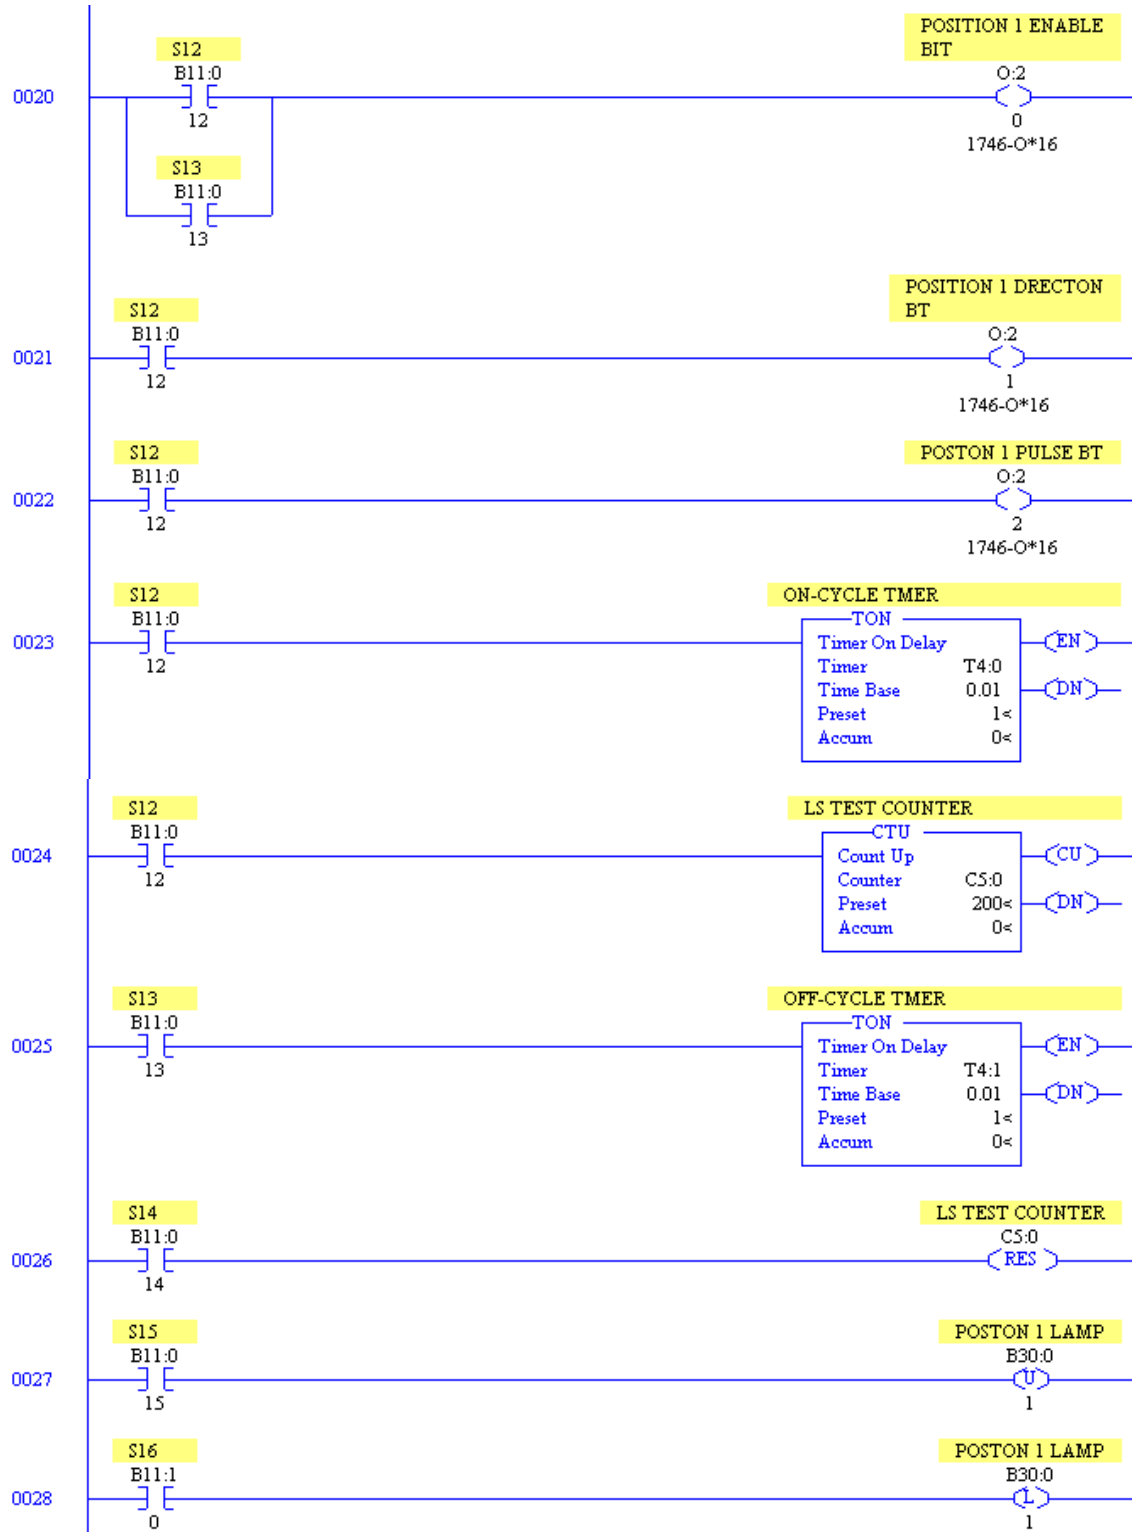 POSITION 1 ENABLE
BIT
S12
B11:0
O:2
0020
12
0
1746-O*16
S13
B11:0
13
POSITION 1 DRECTON
BT
S12
B11:0
O:2
0021
12
1
1746-O*16
S12
POSTON 1 PULSE BT
B11:0
O:2
0022
12
2
1746-O*16
S12
ON-CYCLE TMER
B11:0
TON
0023
Timer On Delay
EN
12
Timer T4:0
Time Base 0.01
DN
Preset 1<
Accum 0<
S12
LS TEST COUNTER
B11:0
CTU
0024
Count Up
CU
12
Counter C5:0
Preset 200<
DN
Accum 0<
S13
OFF-CYCLE TMER
B11:0
TON
0025
Timer On Delay
EN
13
Timer T4:1
Time Base 0.01
DN
Preset 1<
Accum 0<
S14
LS TEST COUNTER
B11:0
C5:0
0026
RES
14
S15
POSTON 1 LAMP
B11:0
B30:0
0027
U
15
1
S16
POSTON 1 LAMP
B11:1
B30:0
0028
L
0
1